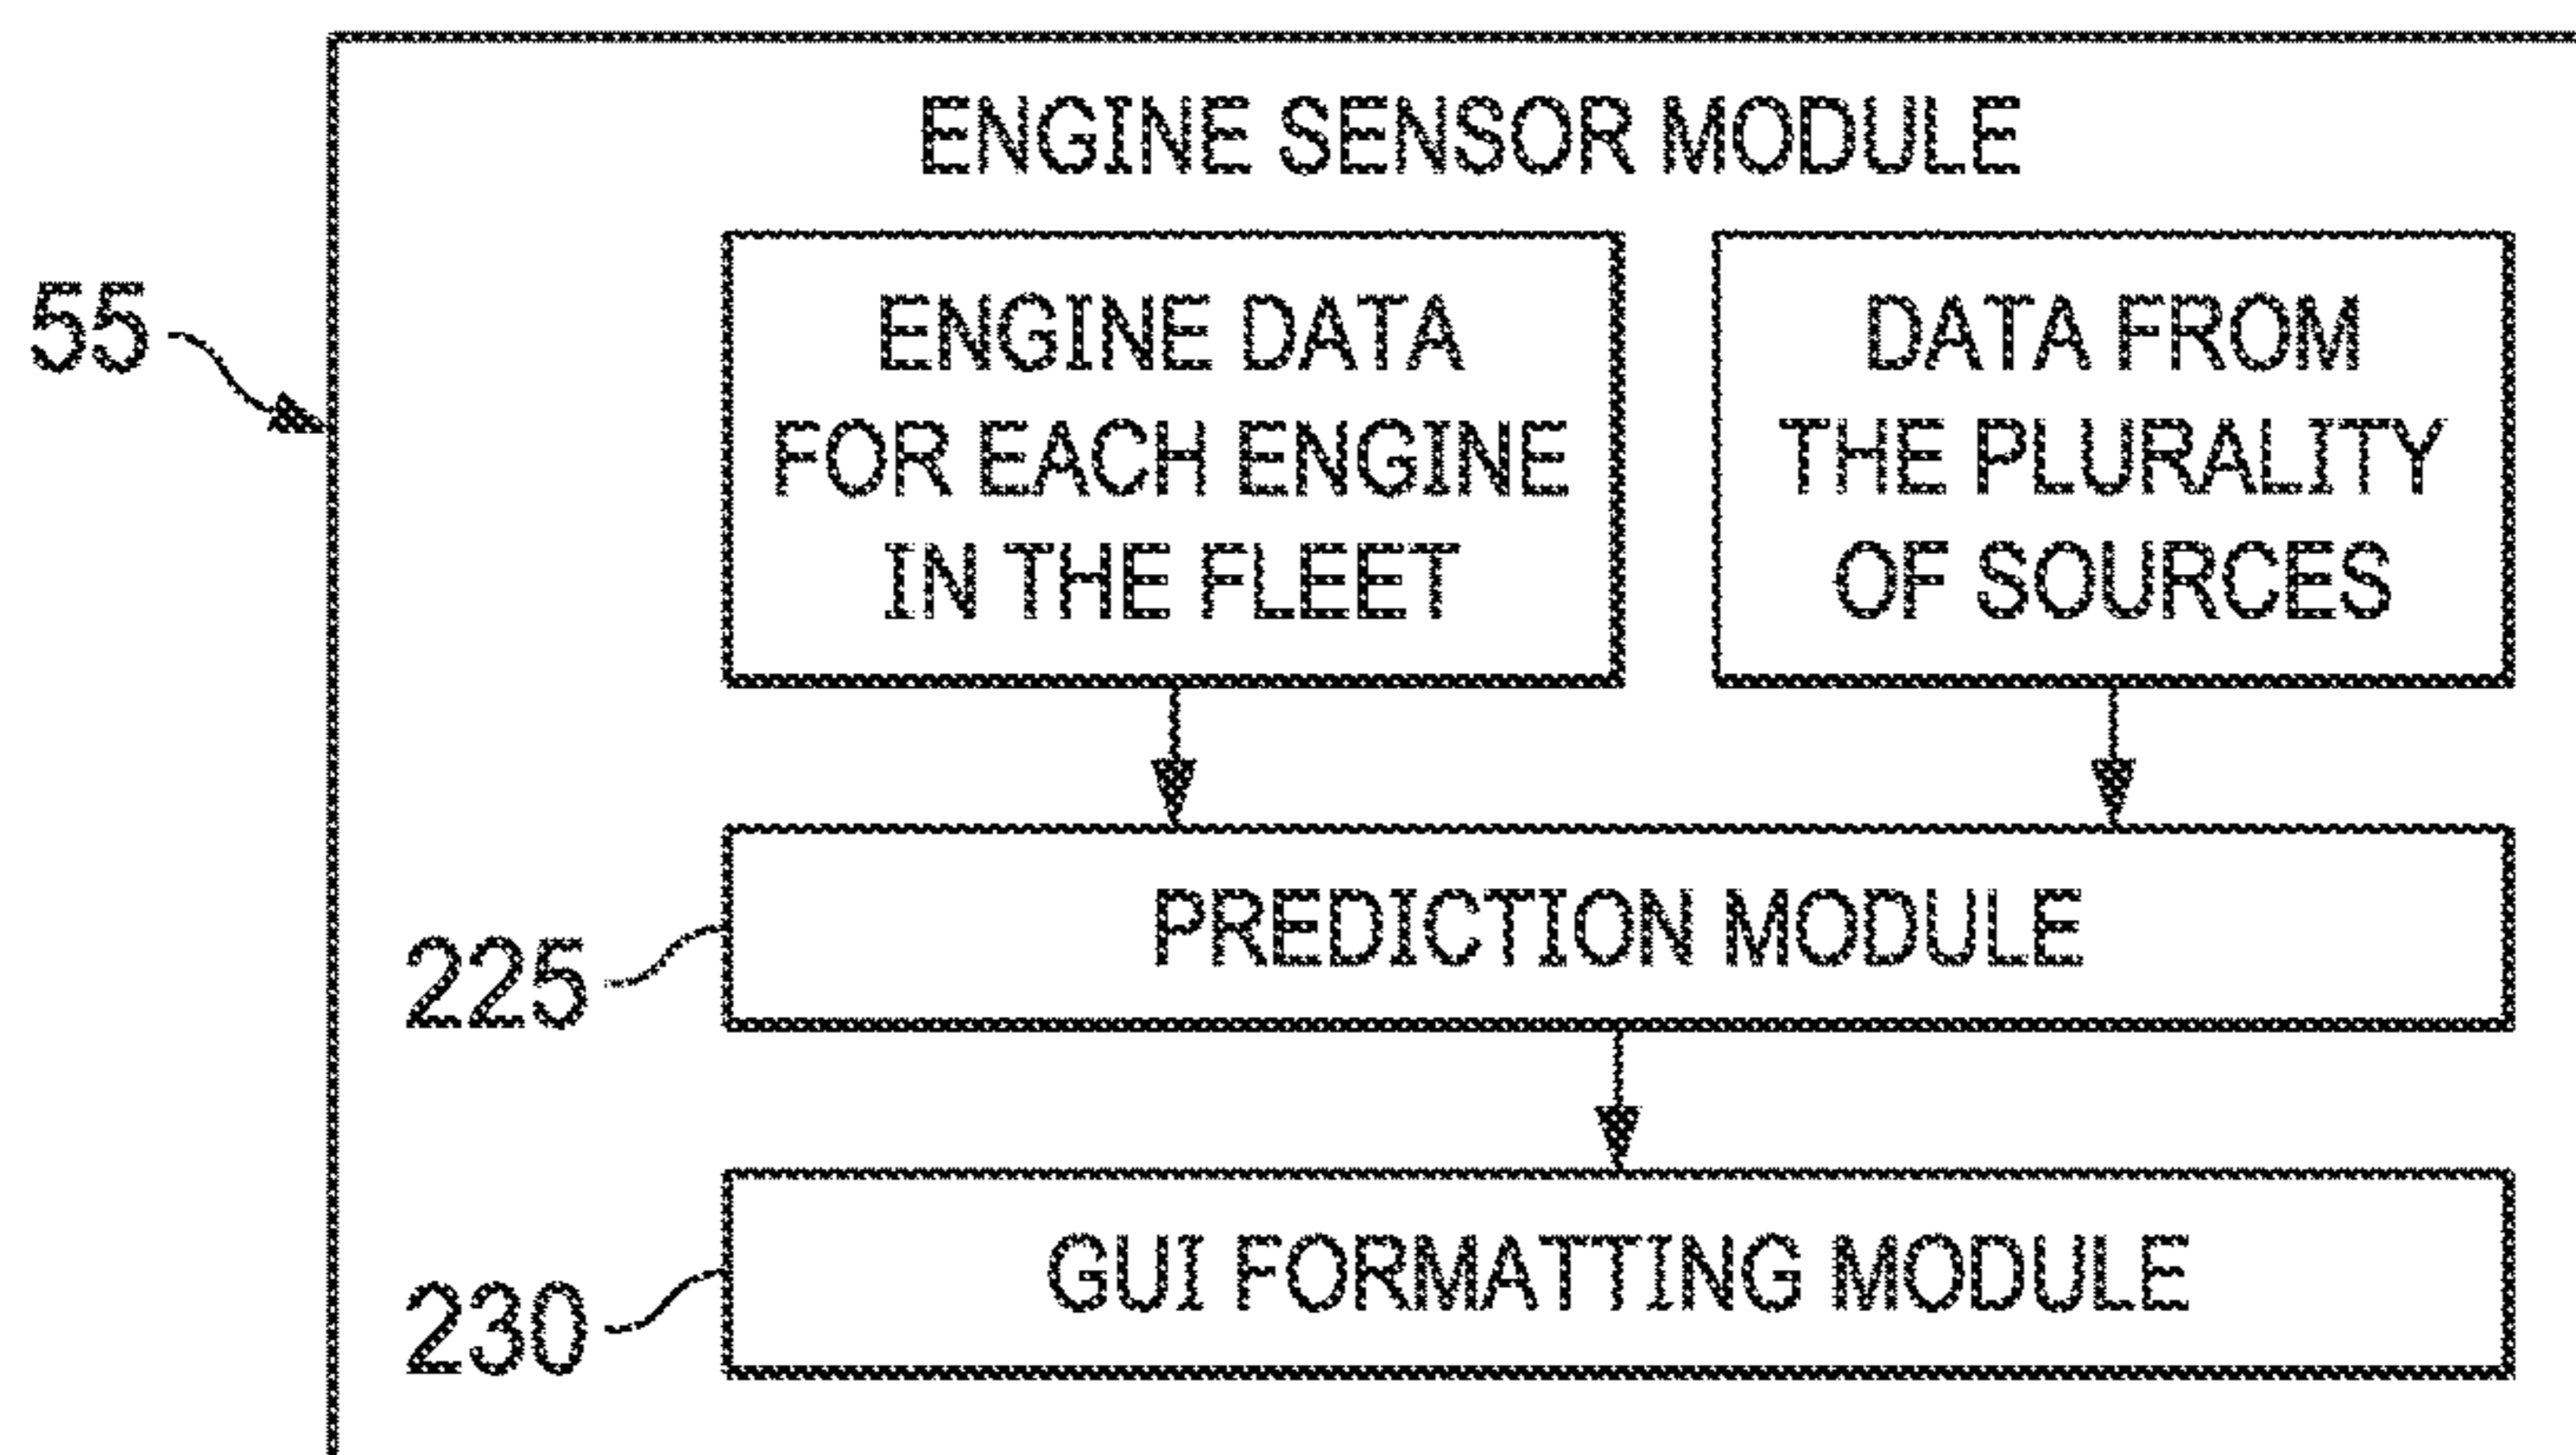 ENGINE SENSOR MODULE
55
ENGINE DATA
FOR EACH ENGINE
IN THE FLEET
DATA FROM
THE PLURALITY
OF SOURCES
225
PREDICTION MODULE
230
GUI FORMATTING MODULE